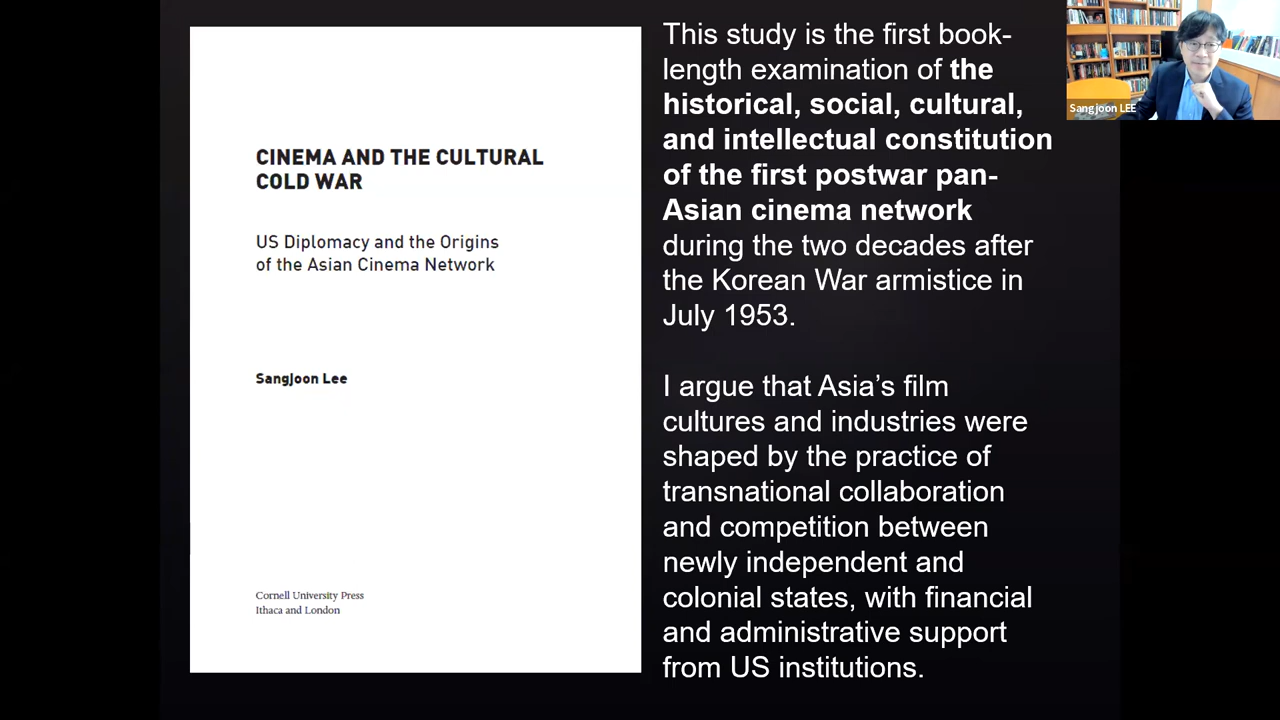 CINEMA AND THE CULTURAL
COLD WAR
US Diplomacy and the Origins
of the Asian Cinema Network
Sangjoon Lee
Cornell University Press
Ithaca and London
This study is the first book-
length examination of the
historical, social, cultural,
and intellectual constitution
of the first postwar pan-
Asian cinema network
during the two decades after
the Korean War armistice in
July 1953.
I argue that Asia’s film
cultures and industries were
shaped by the practice of
transnational collaboration
and competition between
newly independent and
colonial states, with financial
and administrative support
from US institutions.
Sangjoon LEE